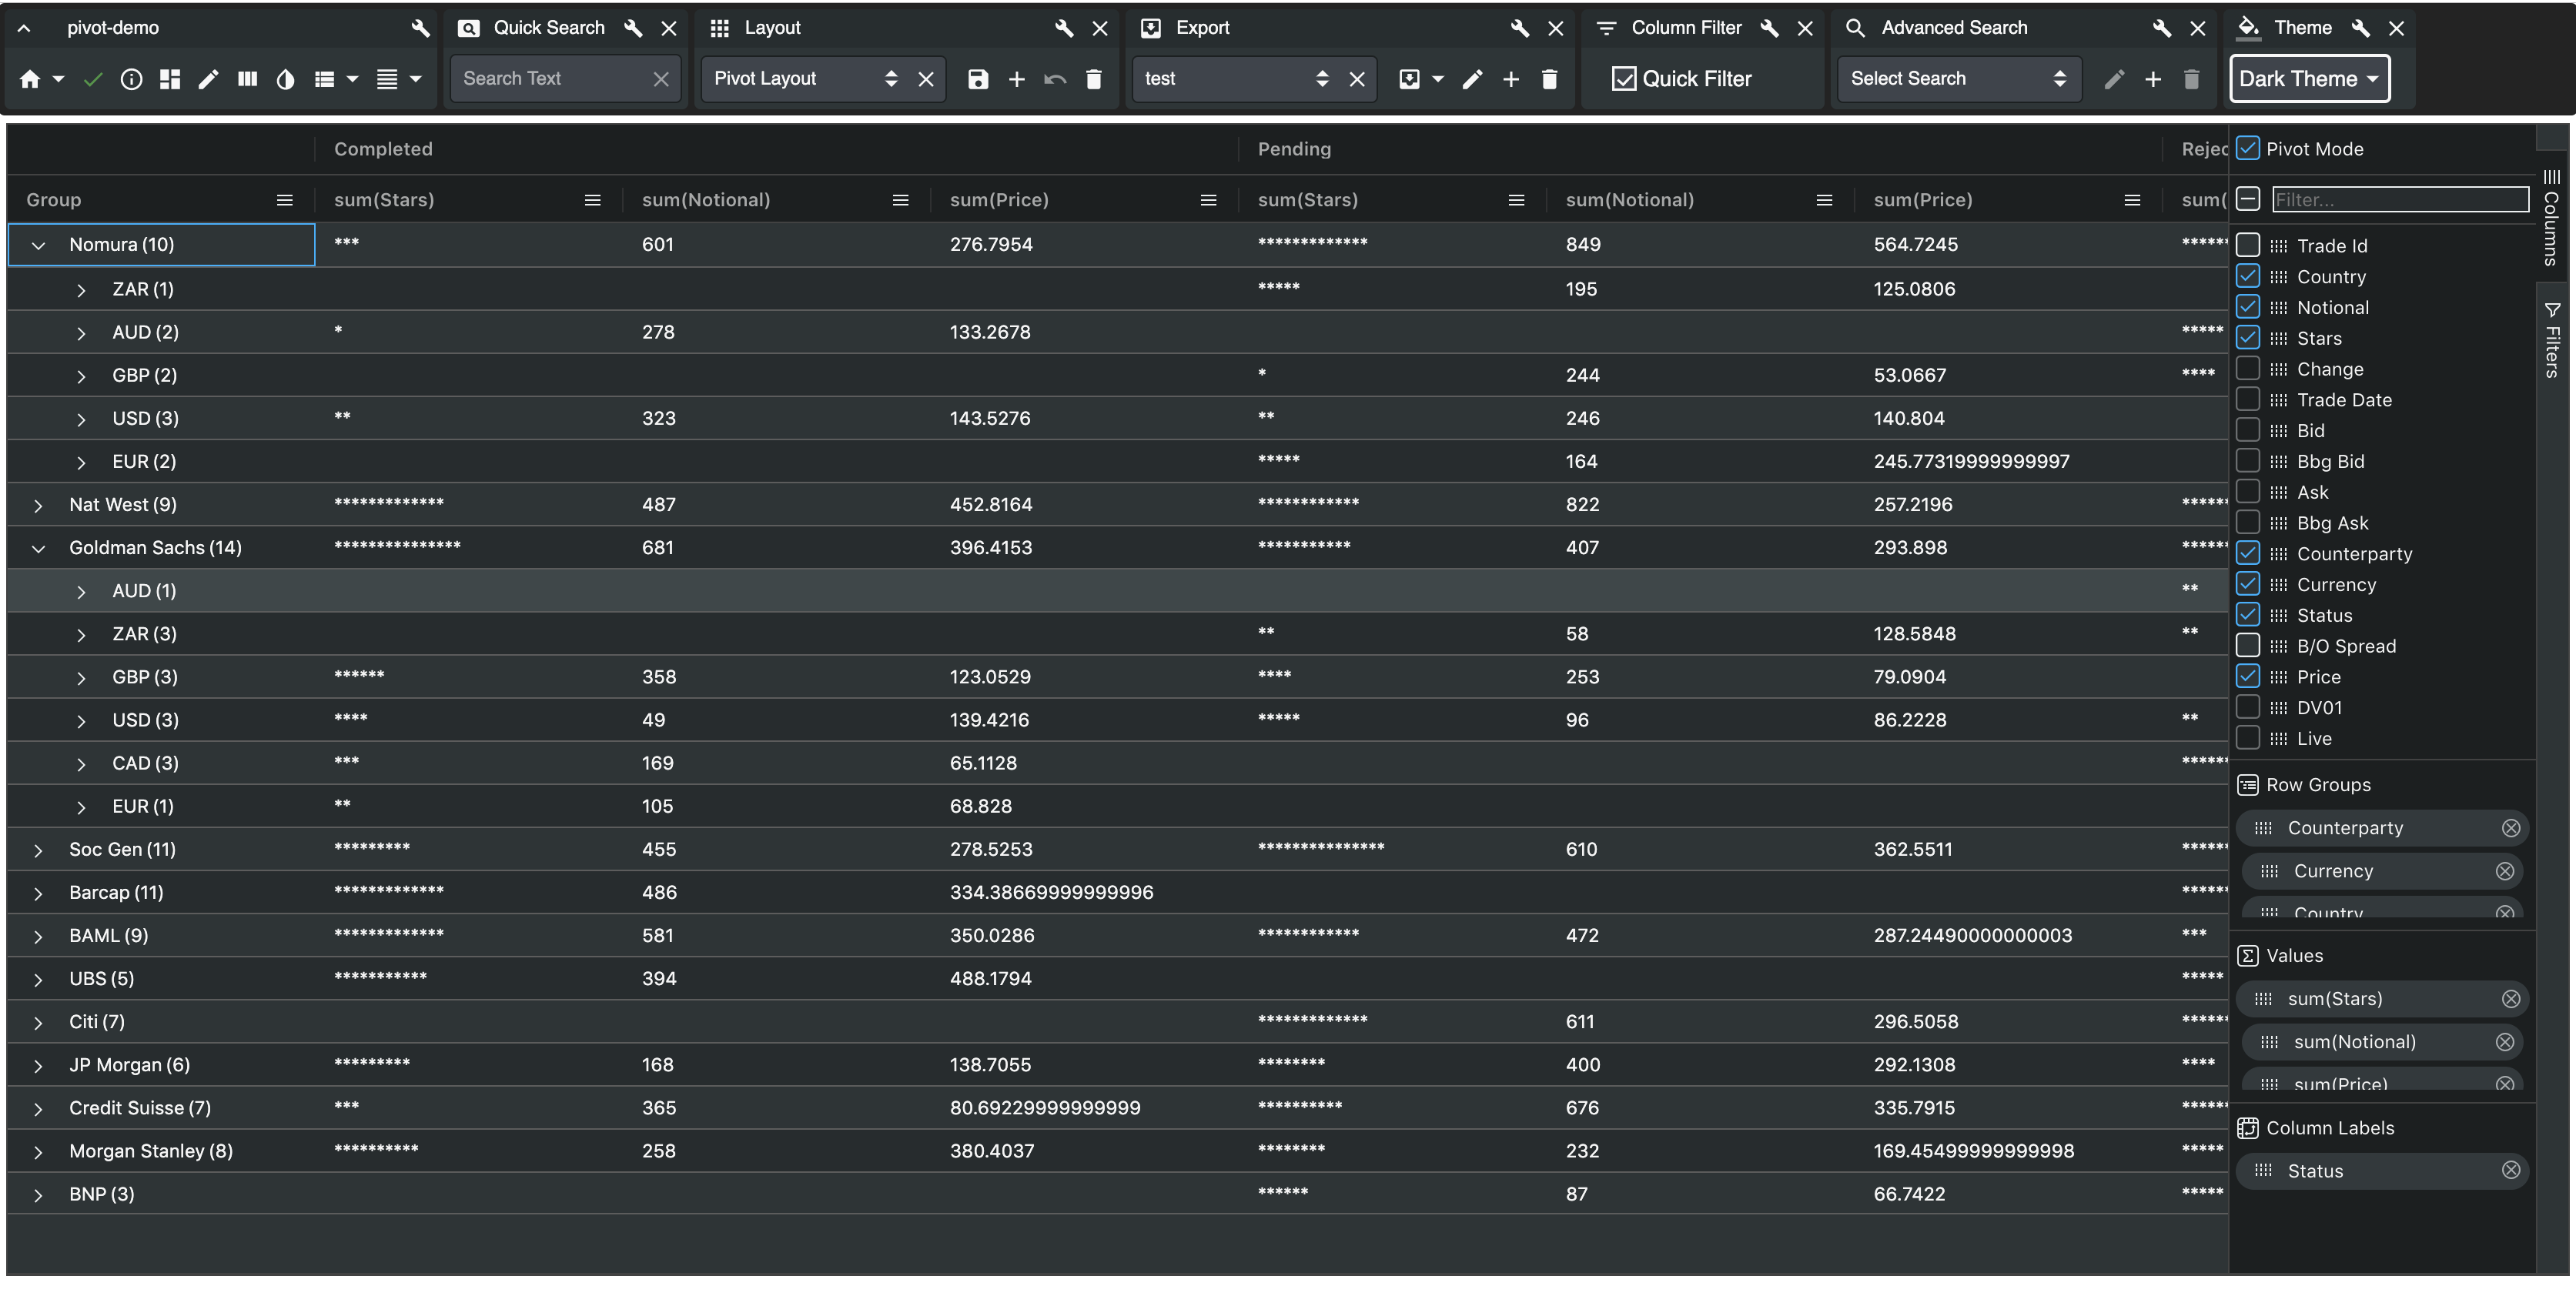 pivot-demo Quick Search Layout Export Column Filter Advanced Search Theme
Search Text Pivot Layout test Quick Filter Select Search Dark Theme
Completed Pending Rejec
Group sum(Stars) sum(Notional) sum(Price) sum(Stars) sum(Notional) sum(Price) sum(
Nomura (10) *** 601 276.7954 ************* 849 564.7245 ******
ZAR (1) ***** 195 125.0806
AUD (2) * 278 133.2678 *****
GBP (2) * 244 53.0667 ****
USD (3) ** 323 143.5276 ** 246 140.804
EUR (2) ***** 164 245.77319999999997
Nat West (9) ************* 487 452.8164 ************ 822 257.2196 ******
Goldman Sachs (14) *************** 681 396.4153 *********** 407 293.898 ******
AUD (1) **
ZAR (3) ** 58 128.5848 **
GBP (3) ****** 358 123.0529 **** 253 79.0904
USD (3) **** 49 139.4216 ***** 96 86.2228 **
CAD (3) *** 169 65.1128 ******
EUR (1) ** 105 68.828
Soc Gen (11) ********* 455 278.5253 *************** 610 362.5511 ******
Barcap (11) ************* 486 334.38669999999996 ******
BAML (9) ************* 581 350.0286 ************ 472 287.24490000000003 ***
UBS (5) *********** 394 488.1794 *****
Citi (7) ************* 611 296.5058 ******
JP Morgan (6) ********* 168 138.7055 ******** 400 292.1308 ****
Credit Suisse (7) *** 365 80.69229999999999 ********** 676 335.7915 ******
Morgan Stanley (8) ********** 258 380.4037 ******** 232 169.45499999999998 *****
BNP (3) ****** 87 66.7422 *****
Pivot Mode
Filter...
Trade Id
Country
Notional
Stars
Change
Trade Date
Bid
Bbg Bid
Ask
Bbg Ask
Counterparty
Currency
Status
B/O Spread
Price
DV01
Live
Row Groups
Counterparty
Currency
Country
Values
sum(Stars)
sum(Notional)
sum(Price)
Column Labels
Status
Columns
Filters